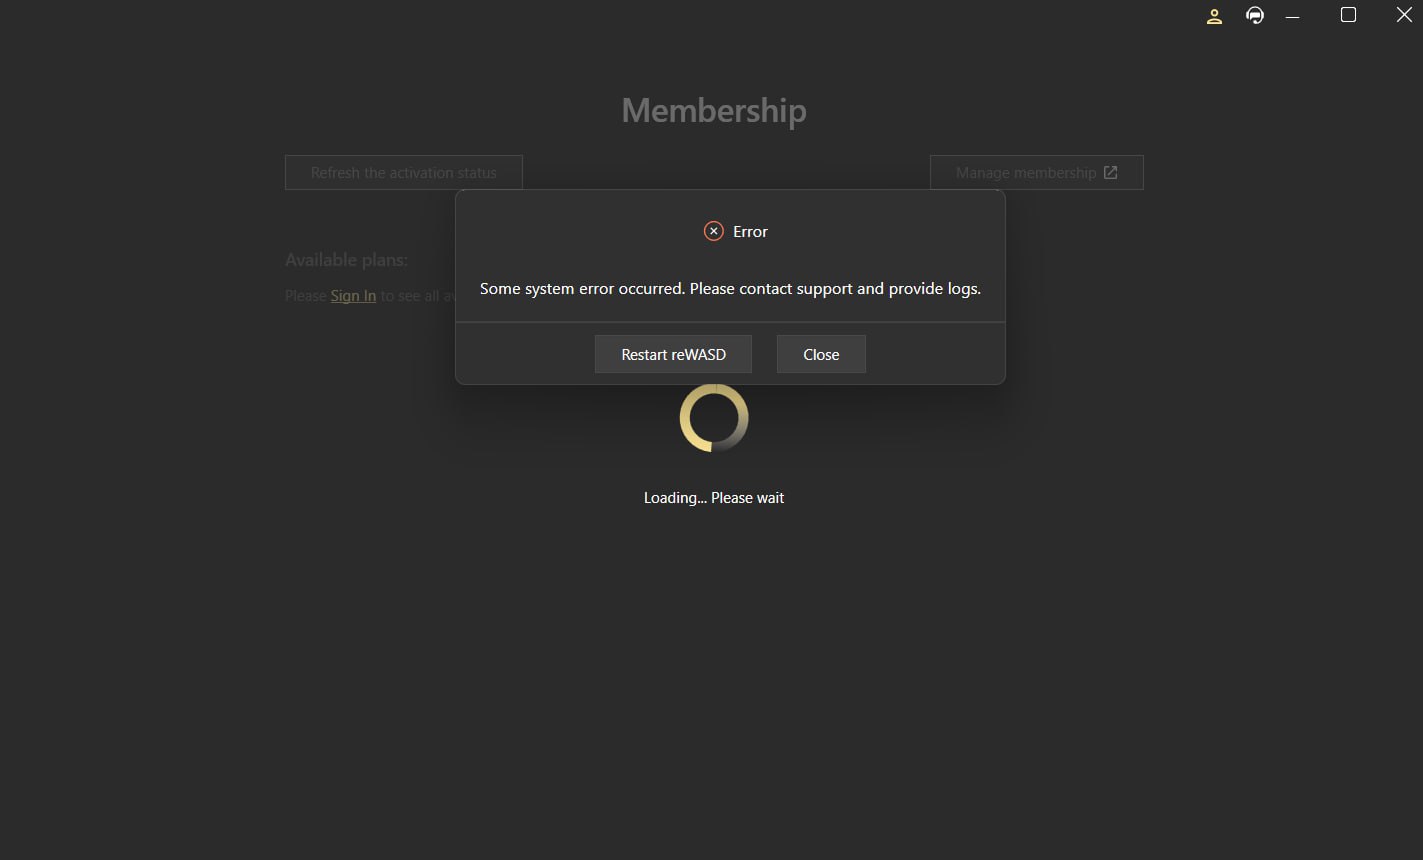 Membership
Refresh the activation status
Manage membership
Error
Available plans:
Some system error occurred. Please contact support and provide logs.
Please Sign In to see all av
Restart reWASD
Close
Loading... Please wait